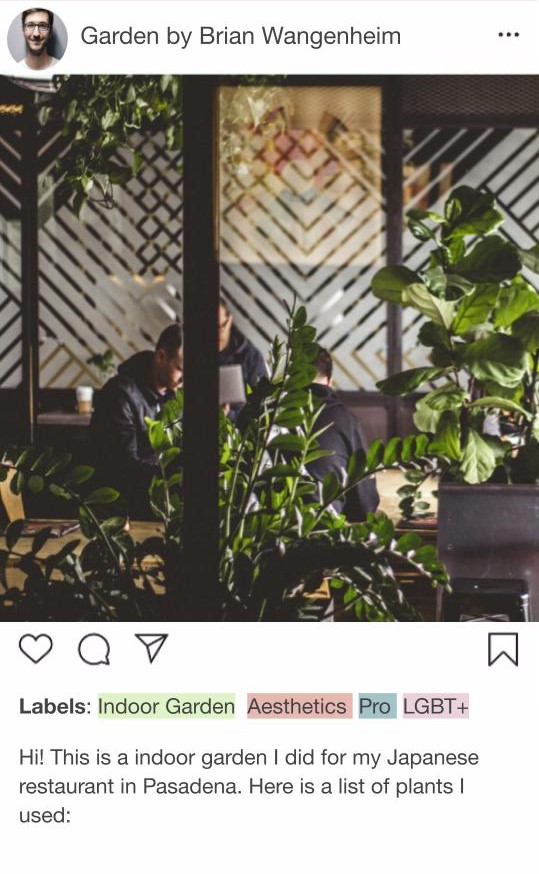 Garden by Brian Wangenheim
Labels: Indoor Garden Aesthetics Pro LGBT+
Hi! This is a indoor garden I did for my Japanese
restaurant in Pasadena. Here is a list of plants I
used: